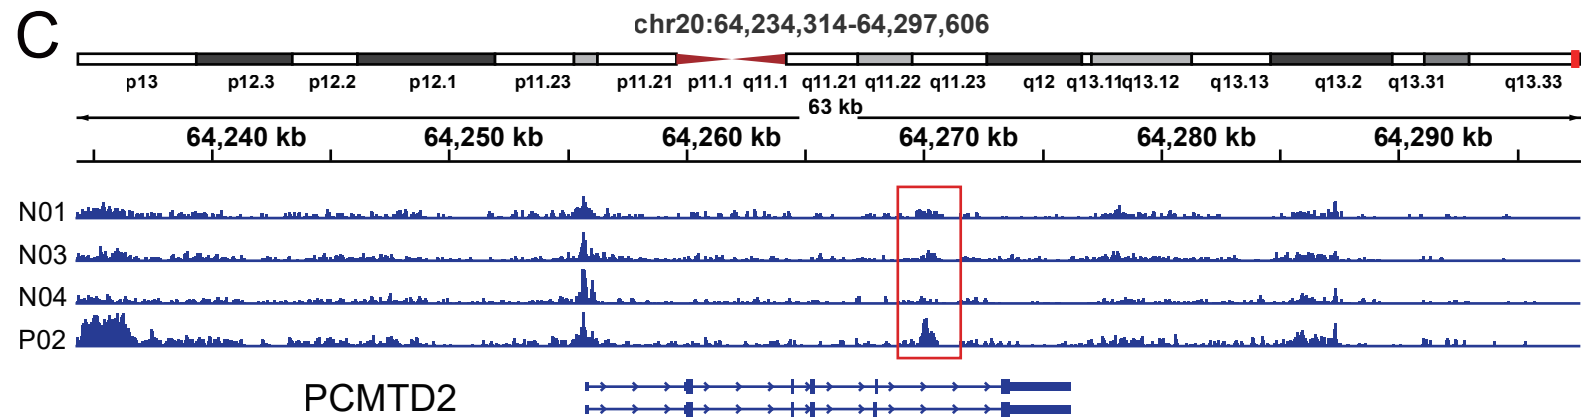 C
chr20:64,234,314-64,297,606
p13 p12.3 p12.2 p12.1 p11.23 p11.21 p11.1 q11.1 q11.21 q11.22 q11.23 q12 q13.11 q13.12 q13.13 q13.2 q13.31 q13.33
63 kb
64,240 kb 64,250 kb 64,260 kb 64,270 kb 64,280 kb 64,290 kb
N01
N03
N04
P02
PCMTD2